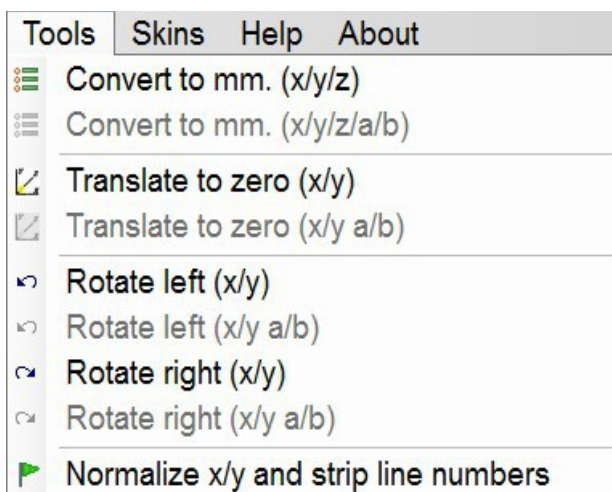 Tools Skins Help About
Convert to mm. (x/y/z)
Convert to mm. (x/y/z/a/b)
Translate to zero (x/y)
Translate to zero (x/y a/b)
Rotate left (x/y)
Rotate left (x/y a/b)
Rotate right (x/y)
Rotate right (x/y a/b)
Normalize x/y and strip line numbers